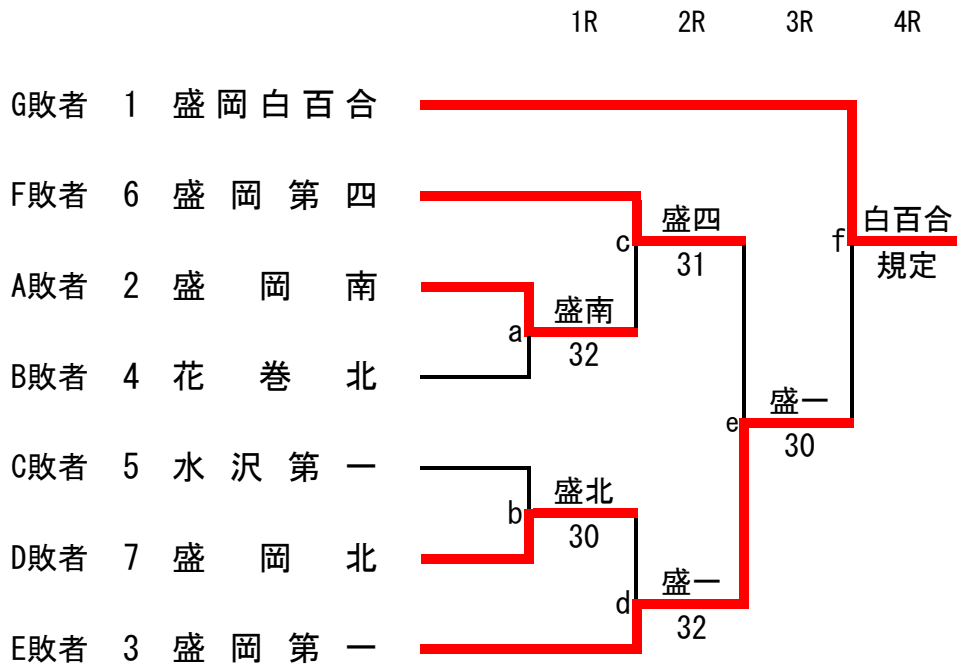 1R 2R 3R 4R
G敗者 1 盛岡白百合
F敗者 6 盛岡第四
c 盛四
31
f 白百合
規定
A敗者 2 盛岡南
a 盛南
32
B敗者 4 花巻北
e 盛一
30
C敗者 5 水沢第一
b 盛北
30
D敗者 7 盛岡北
d 盛一
32
E敗者 3 盛岡第一